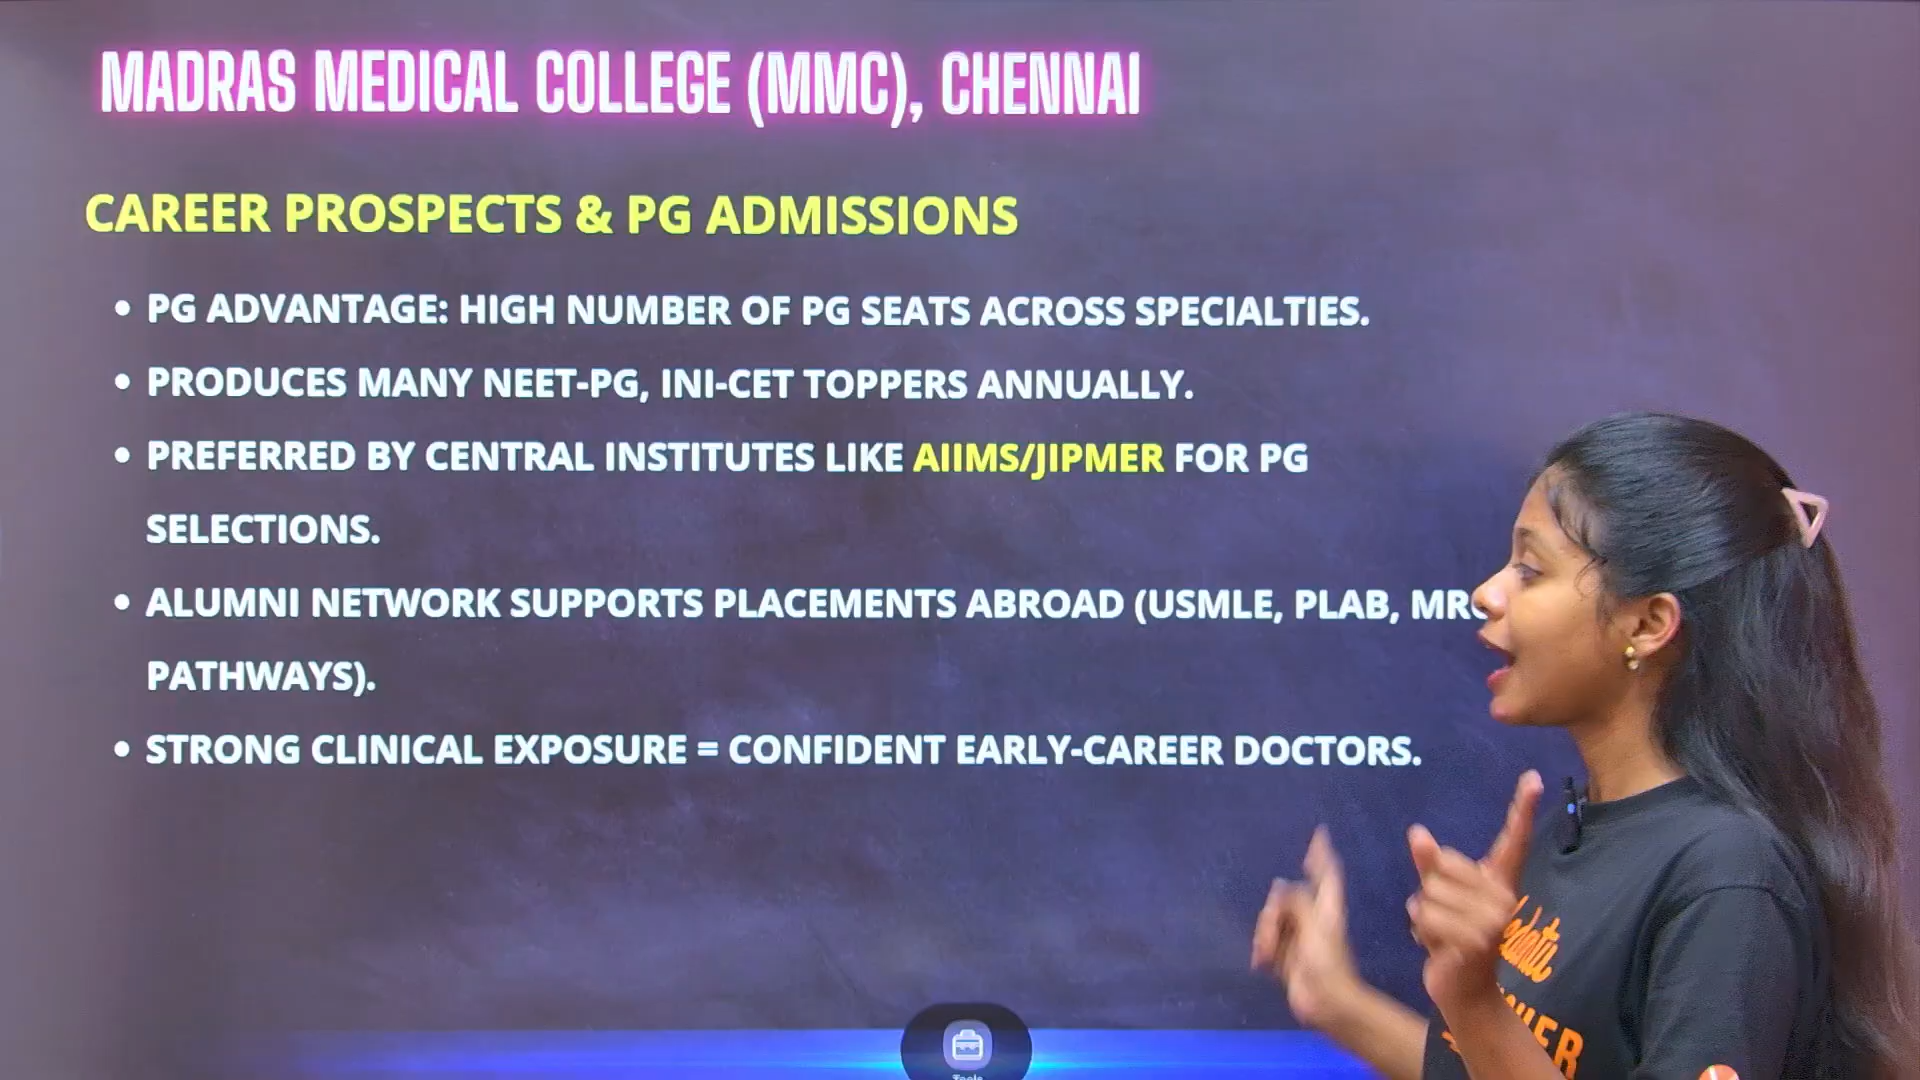 MADRAS MEDICAL COLLEGE (MMC), CHENNAI
CAREER PROSPECTS & PG ADMISSIONS
• PG ADVANTAGE: HIGH NUMBER OF PG SEATS ACROSS SPECIALTIES.
• PRODUCES MANY NEET-PG, INI-CET TOPPERS ANNUALLY.
• PREFERRED BY CENTRAL INSTITUTES LIKE AIIMS/JIPMER FOR PG
SELECTIONS.
• ALUMNI NETWORK SUPPORTS PLACEMENTS ABROAD (USMLE, PLAB,
PATHWAYS).
• STRONG CLINICAL EXPOSURE = CONFIDENT EARLY-CAREER DOCTORS.